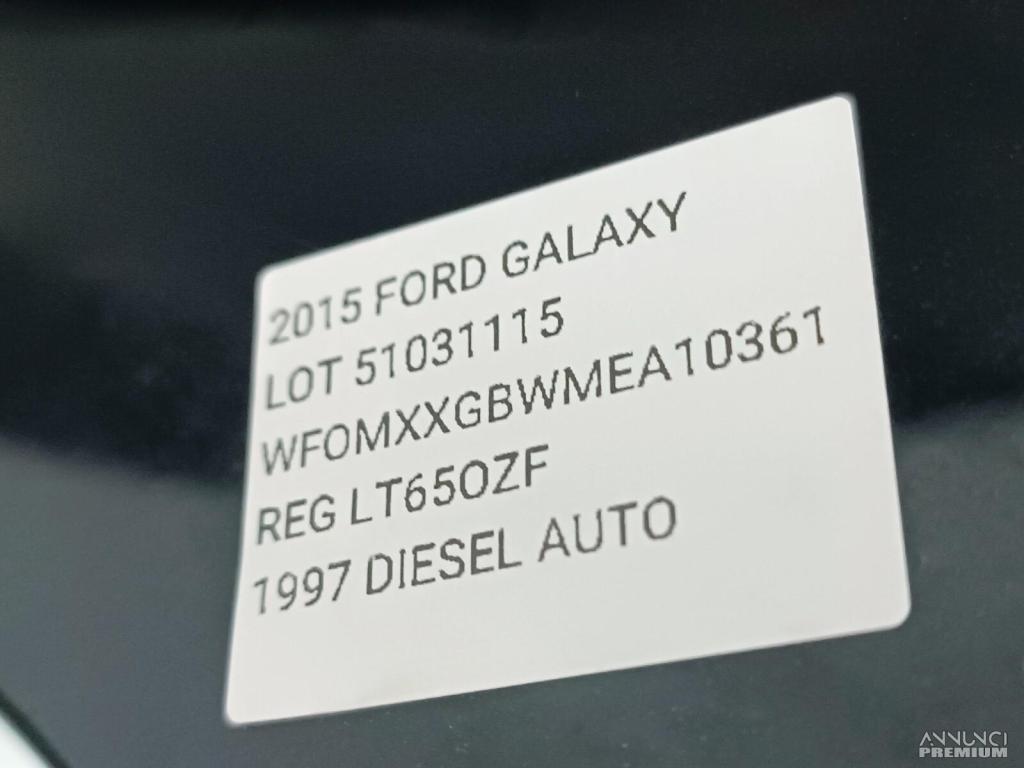 2015 FORD GALAXY
LOT 51031115
WFOMXXGBWMEA10361
REG LT65OZF
1997 DIESEL AUTO
ANNUNCI
PREMIUM